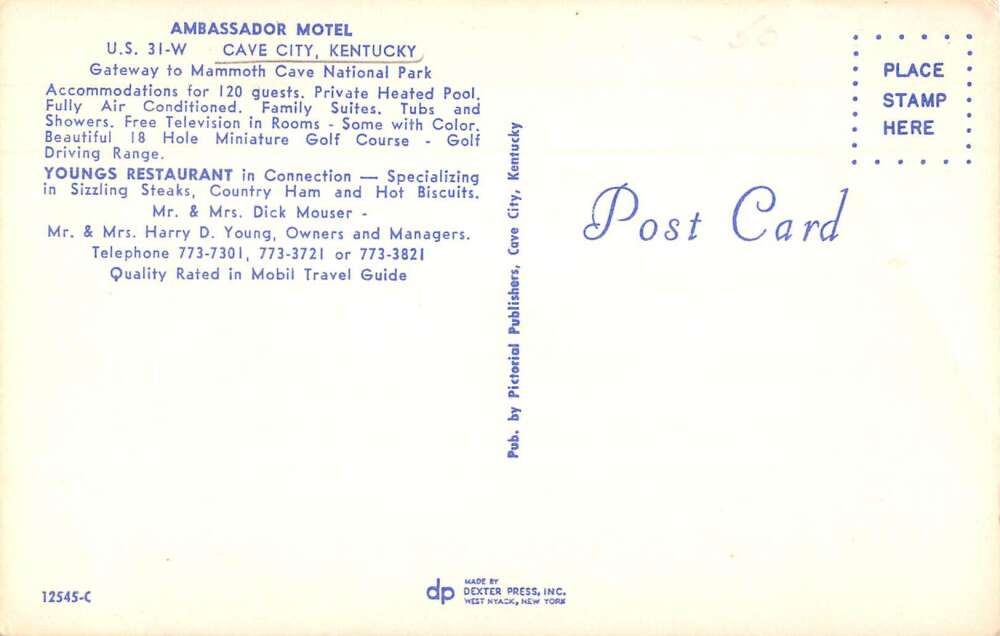 AMBASSADOR MOTEL
U.S. 31-W CAVE CITY, KENTUCKY
Gateway to Mammoth Cave National Park
Accommodations for 120 guests. Private Heated Pool.
Fully Air Conditioned. Family Suites. Tubs and
Showers. Free Television in Rooms - Some with Color.
Beautiful 18 Hole Miniature Golf Course - Golf
Driving Range.
YOUNGS RESTAURANT in Connection — Specializing
in Sizzling Steaks, Country Ham and Hot Biscuits.
Mr. & Mrs. Dick Mouser -
Mr. & Mrs. Harry D. Young, Owners and Managers.
Telephone 773-7301, 773-3721 or 773-3821
Quality Rated in Mobil Travel Guide
12545-C
Pub. by Pictorial Publishers, Cave City, Kentucky
dp
MADE BY
DEXTER PRESS, INC.
WEST NYACK, NEW YORK
50
PLACE
STAMP
HERE
Post Card